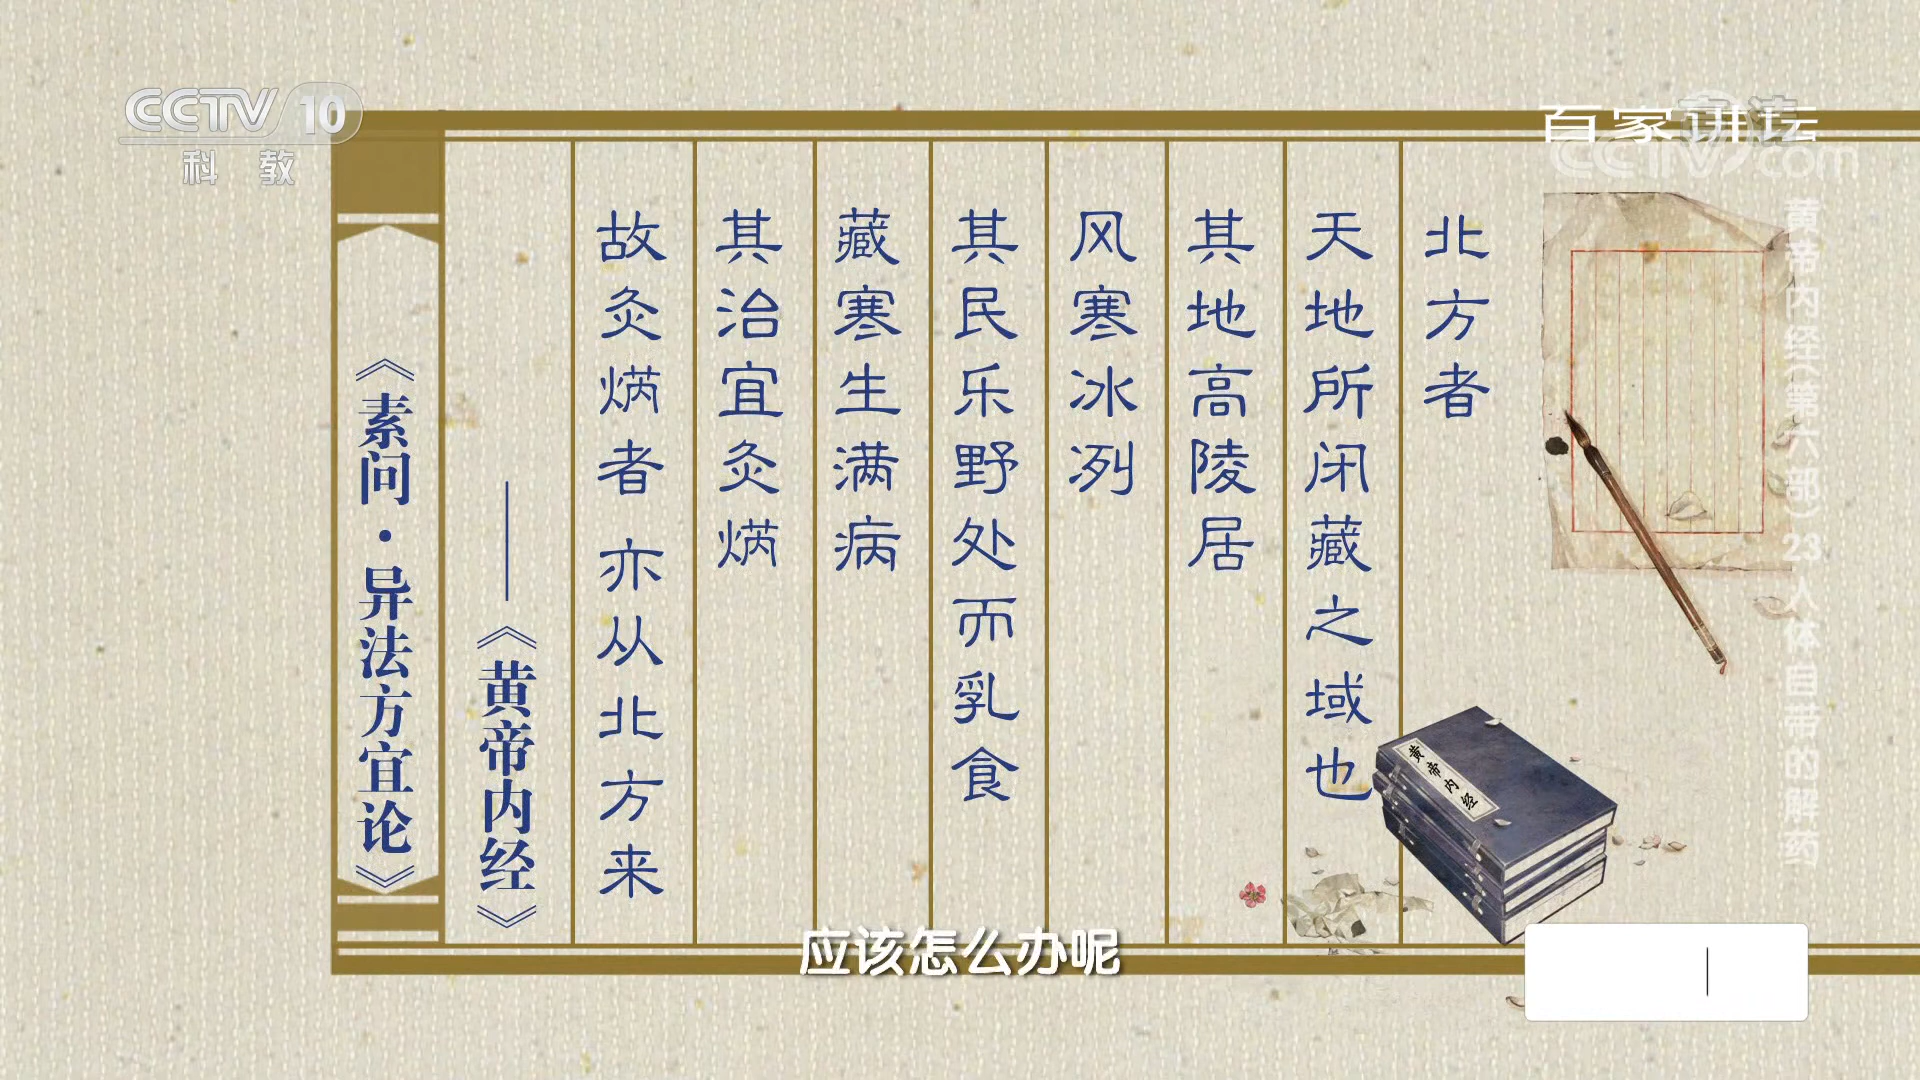 CCTV 10
科教
百家讲坛
CCTV.com
黄帝内经(第六部)23人体自带的解药
北方者
天地所闭藏之域也
其地高陵居
风寒冰冽
其民乐野处而乳食
藏寒生满病
其治宜灸焫
故灸焫者 亦从北方来
——《黄帝内经》
《素问·异法方宜论》
黄帝内经
应该怎么办呢